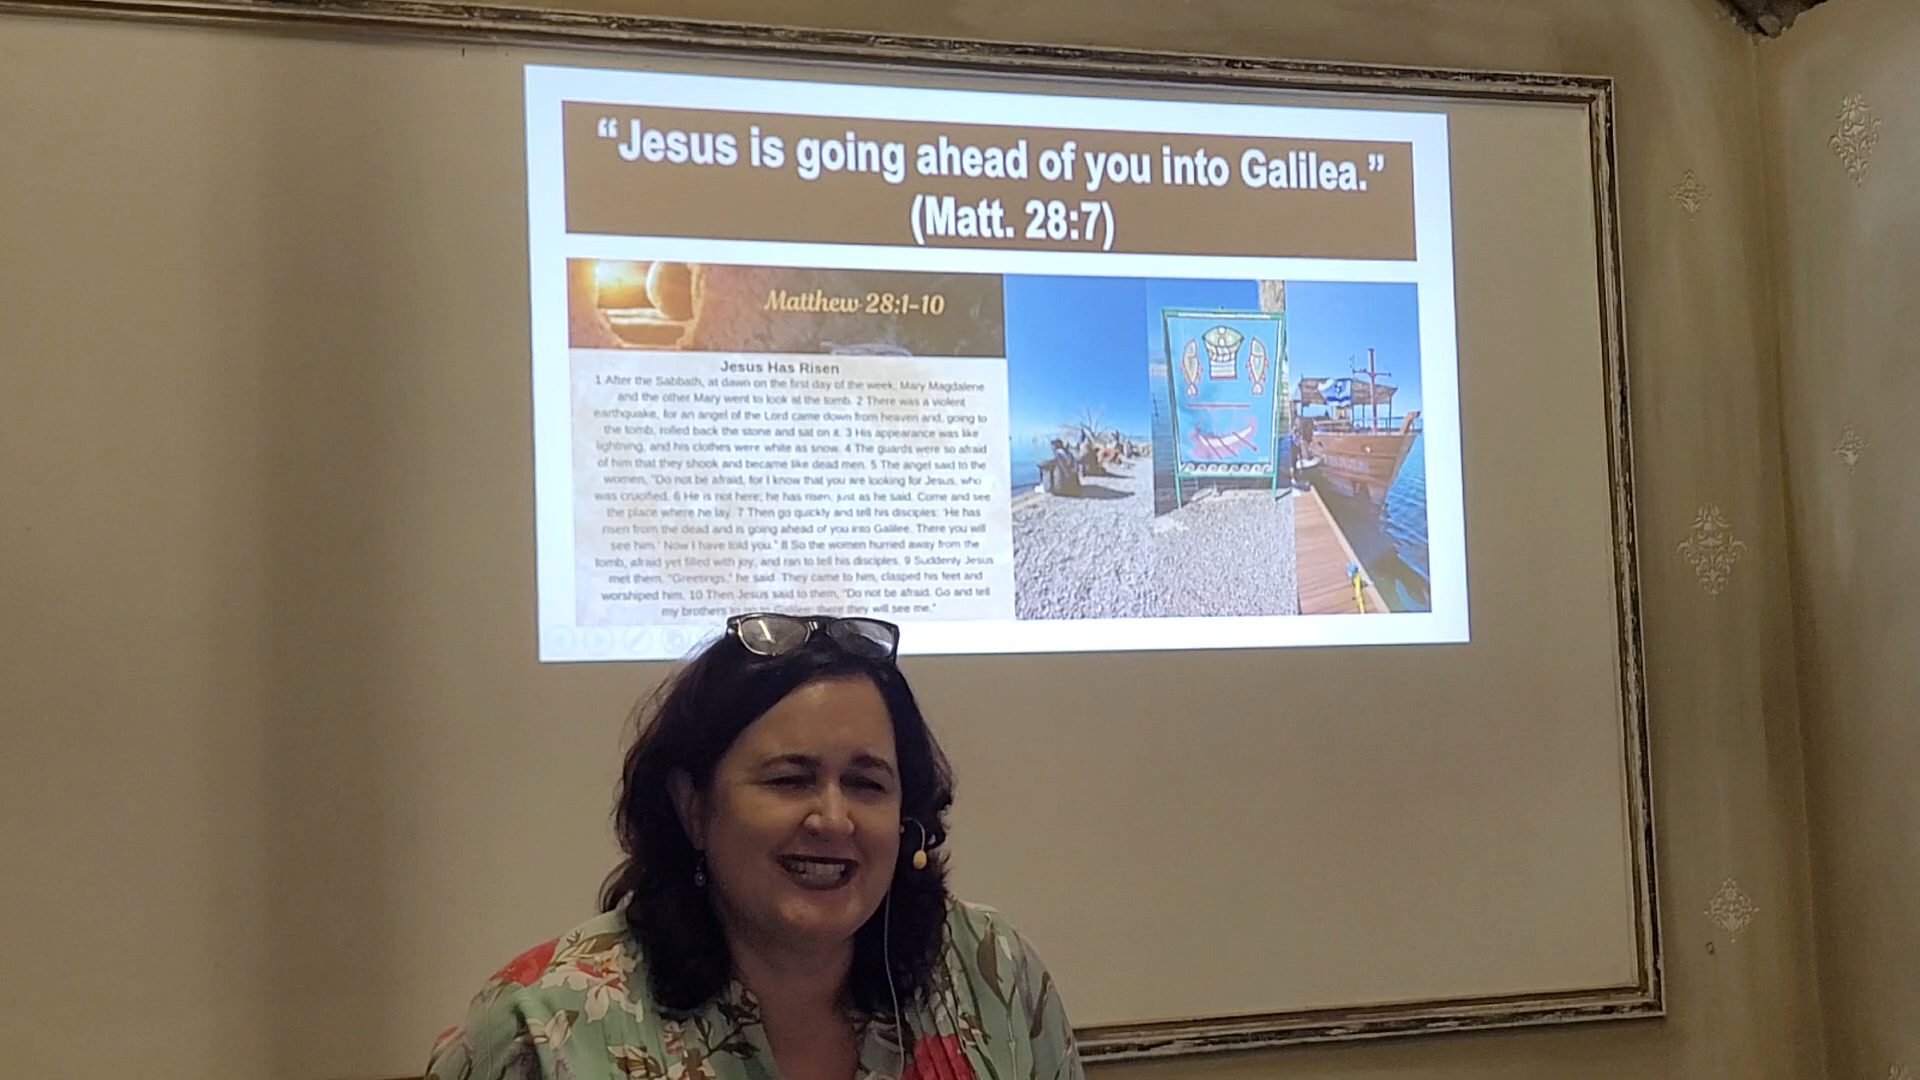 “Jesus is going ahead of you into Galilea.”
(Matt. 28:7)
Matthew 28:1-10
Jesus Has Risen
1 After the Sabbath, at dawn on the first day of the week, Mary Magdalene
and the other Mary went to look at the tomb. 2 There was a violent
earthquake, for an angel of the Lord came down from heaven and, going to
the tomb, rolled back the stone and sat on it. 3 His appearance was like
lightning, and his clothes were white as snow. 4 The guards were so afraid
of him that they shook and became like dead men. 5 The angel said to the
women, "Do not be afraid, for I know that you are looking for Jesus, who
was crucified. 6 He is not here; he has risen, just as he said. Come and see
the place where he lay. 7 Then go quickly and tell his disciples: 'He has
risen from the dead and is going ahead of you into Galilee. There you will
see him.' Now I have told you." 8 So the women hurried away from the
tomb, afraid yet filled with joy, and ran to tell his disciples. 9 Suddenly Jesus
met them. "Greetings," he said. They came to him, clasped his feet and
worshiped him. 10 Then Jesus said to them, "Do not be afraid. Go and tell
my brothers to go to Galilee; there they will see me."